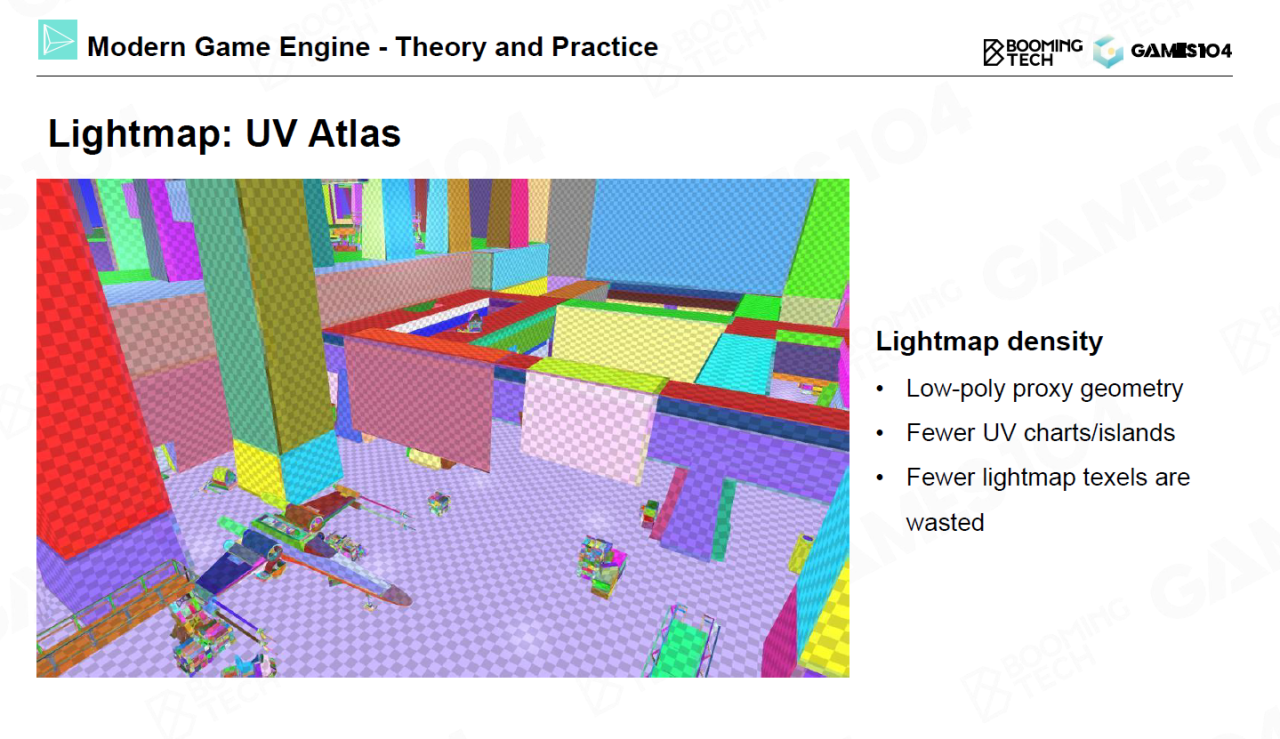 Modern Game Engine - Theory and Practice
BOOMING
TECH
GAMES104
Lightmap: UV Atlas
Lightmap density
• Low-poly proxy geometry
• Fewer UV charts/islands
• Fewer lightmap texels are
wasted